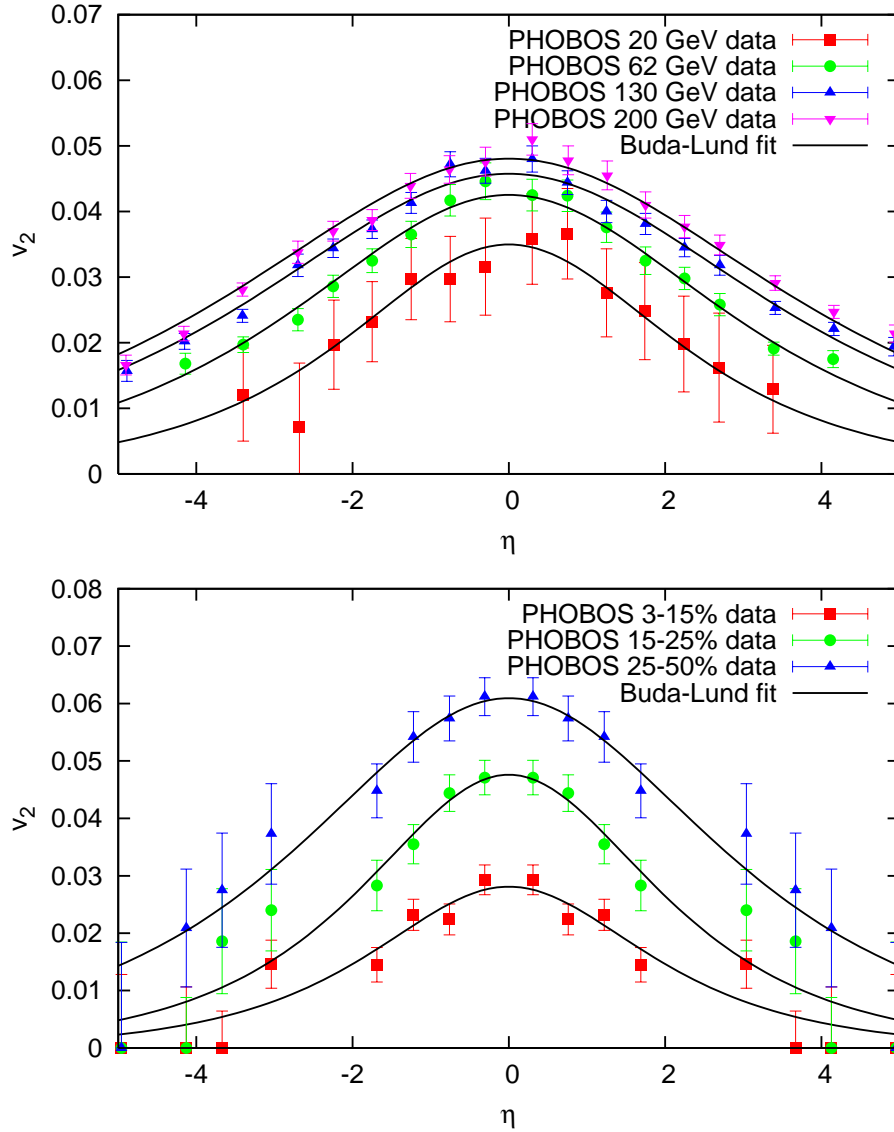 0.07
0.06
0.05
0.04
0.03
0.02
0.01
0
v2
-4 -2 0 2 4
η
PHOBOS 20 GeV data
PHOBOS 62 GeV data
PHOBOS 130 GeV data
PHOBOS 200 GeV data
Buda-Lund fit
0.08
0.07
0.06
0.05
0.04
0.03
0.02
0.01
0
v2
-4 -2 0 2 4
η
PHOBOS 3-15% data
PHOBOS 15-25% data
PHOBOS 25-50% data
Buda-Lund fit